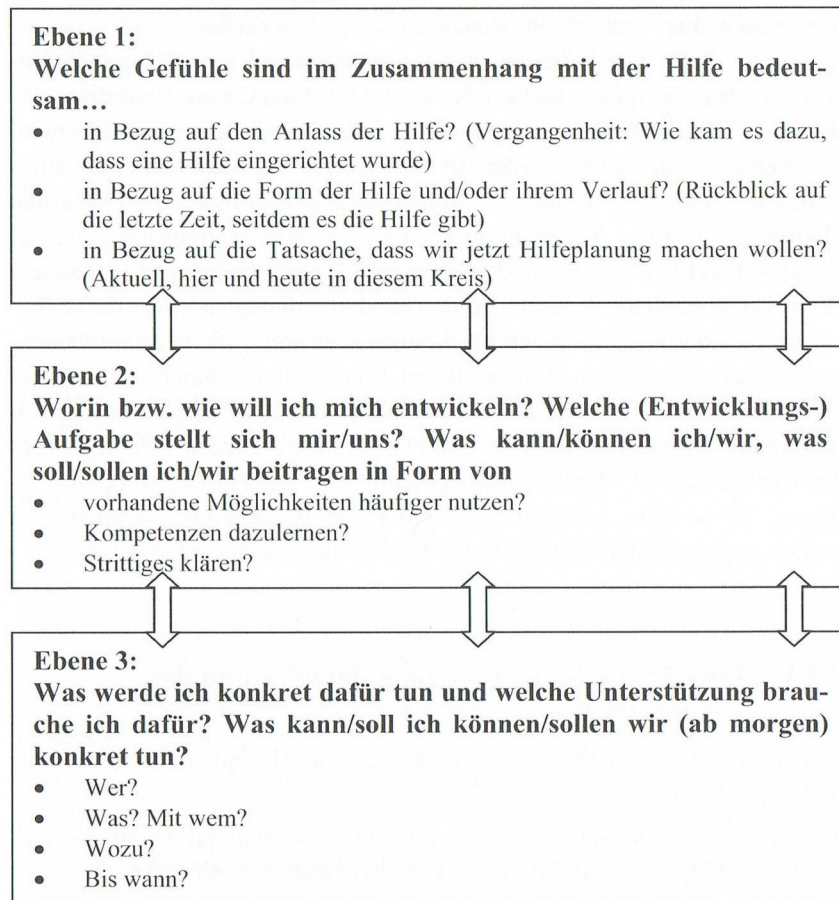 Ebene 1:
Welche Gefühle sind im Zusammenhang mit der Hilfe bedeut-
sam…
• in Bezug auf den Anlass der Hilfe? (Vergangenheit: Wie kam es dazu,
dass eine Hilfe eingerichtet wurde)
• in Bezug auf die Form der Hilfe und/oder ihrem Verlauf? (Rückblick auf
die letzte Zeit, seitdem es die Hilfe gibt)
• in Bezug auf die Tatsache, dass wir jetzt Hilfeplanung machen wollen?
(Aktuell, hier und heute in diesem Kreis)
Ebene 2:
Worin bzw. wie will ich mich entwickeln? Welche (Entwicklungs-)
Aufgabe stellt sich mir/uns? Was kann/können ich/wir, was
soll/sollen ich/wir beitragen in Form von
• vorhandene Möglichkeiten häufiger nutzen?
• Kompetenzen dazulernen?
• Strittiges klären?
Ebene 3:
Was werde ich konkret dafür tun und welche Unterstützung brau-
che ich dafür? Was kann/soll ich können/sollen wir (ab morgen)
konkret tun?
• Wer?
• Was? Mit wem?
• Wozu?
• Bis wann?